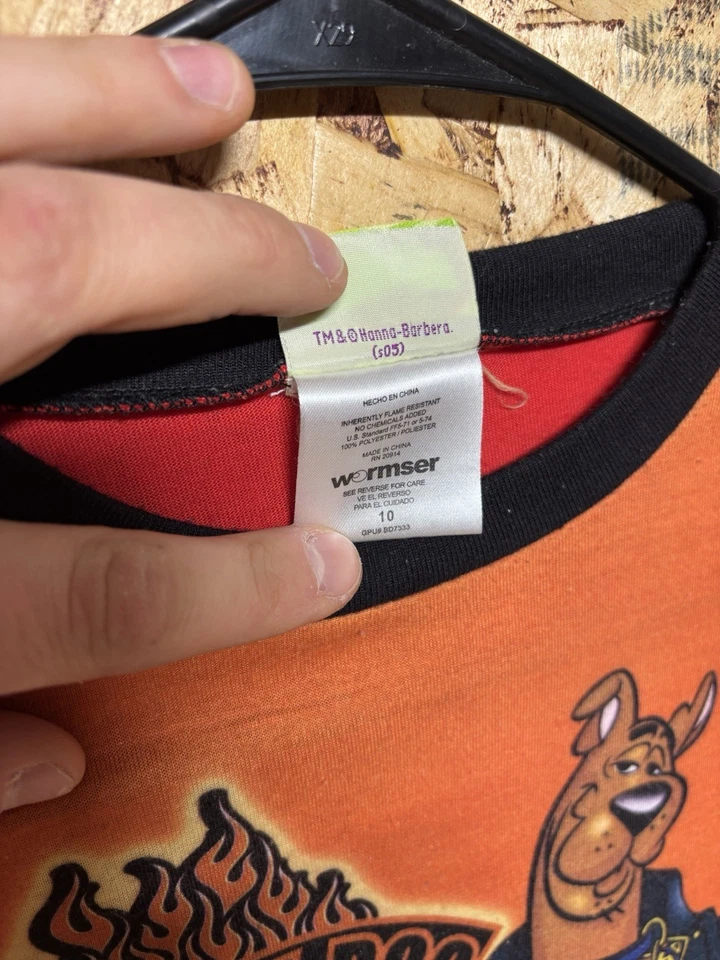 XZ9
TM&©Hanna-Barbera.
(s05)
HECHO EN CHINA
INHERENTLY FLAME RESISTANT
NO CHEMICALS ADDED
U.S. Standard FF5-71 or 5-74
100% POLYESTER / POLIESTER
MADE IN CHINA
RN 20914
wormser
SEE REVERSE FOR CARE
VE EL REVERSO
PARA EL CUIDADO
10
GPU# BD7333